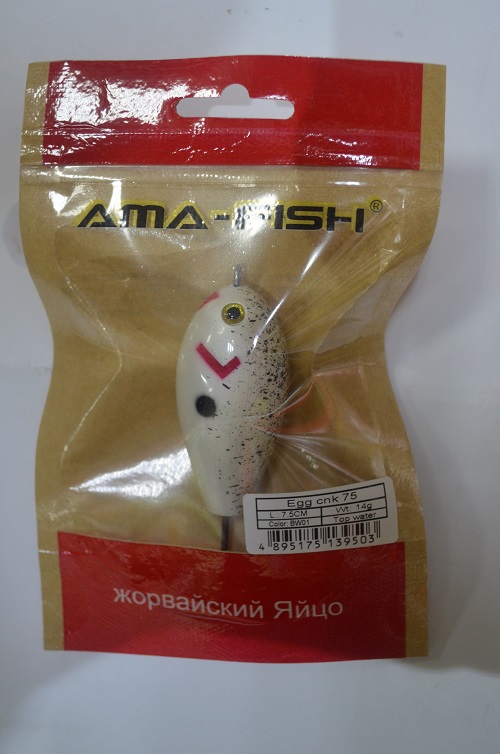 AMA-FISH®
Egg cnk 75
L: 7.5CM Wt: 14g
Color: BW01 Top water
4 895175 139503
жорвайский Яйцо